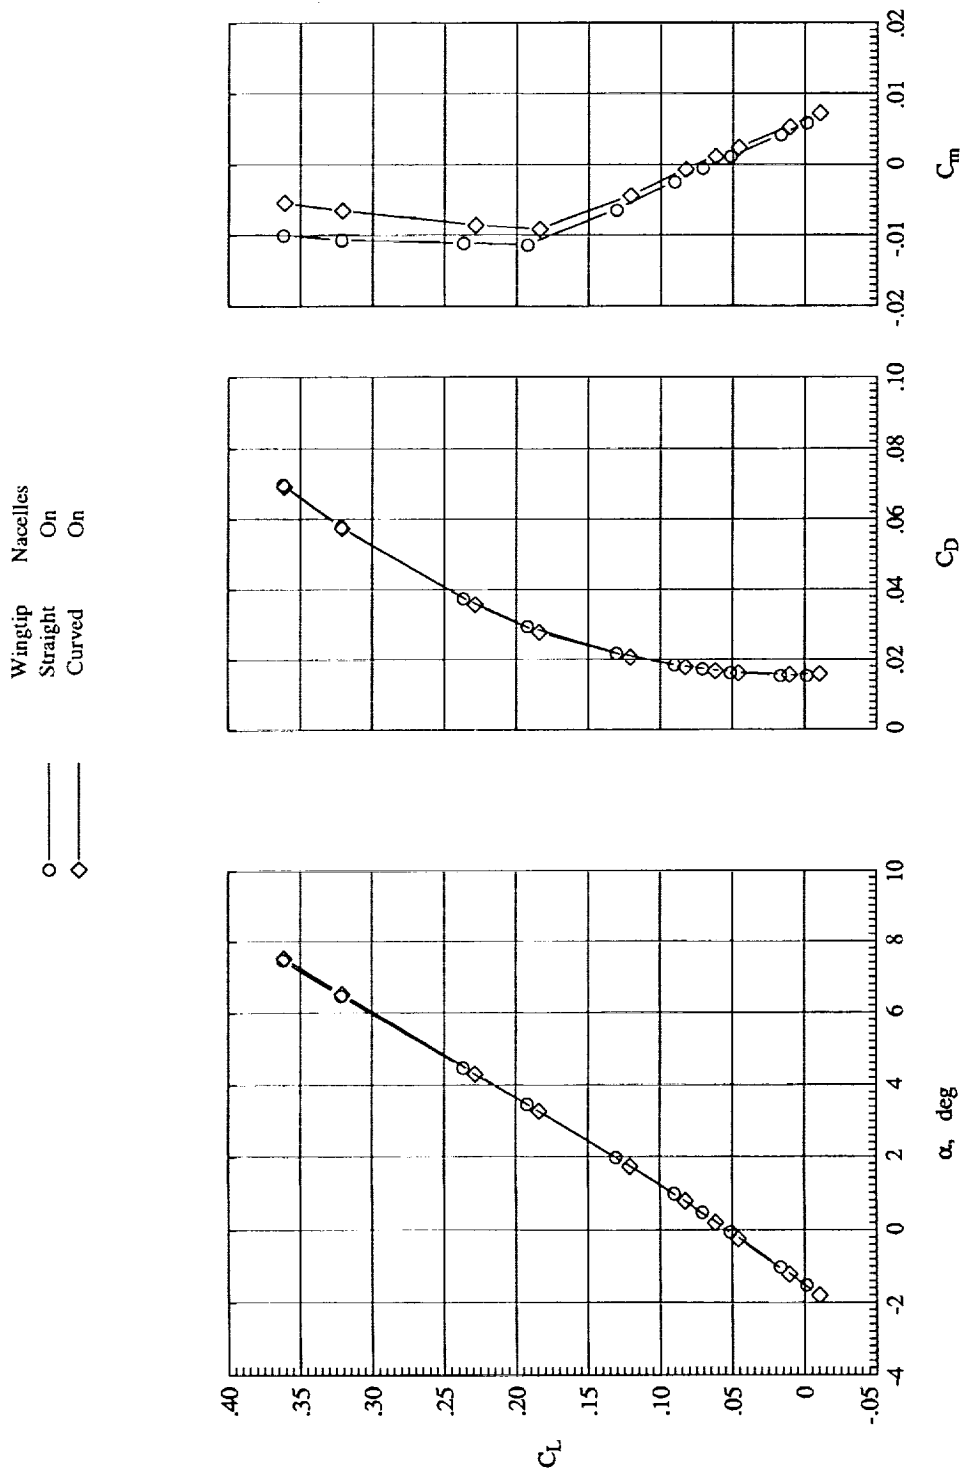 Wingtip Nacelles
Straight On
Curved On
C_L
.40
.35
.30
.25
.20
.15
.10
.05
0
-.05
-4 -2 0 2 4 6 8 10
α, deg
0 .02 .04 .06 .08 .10
C_D
-.02 -.01 0 .01 .02
C_m